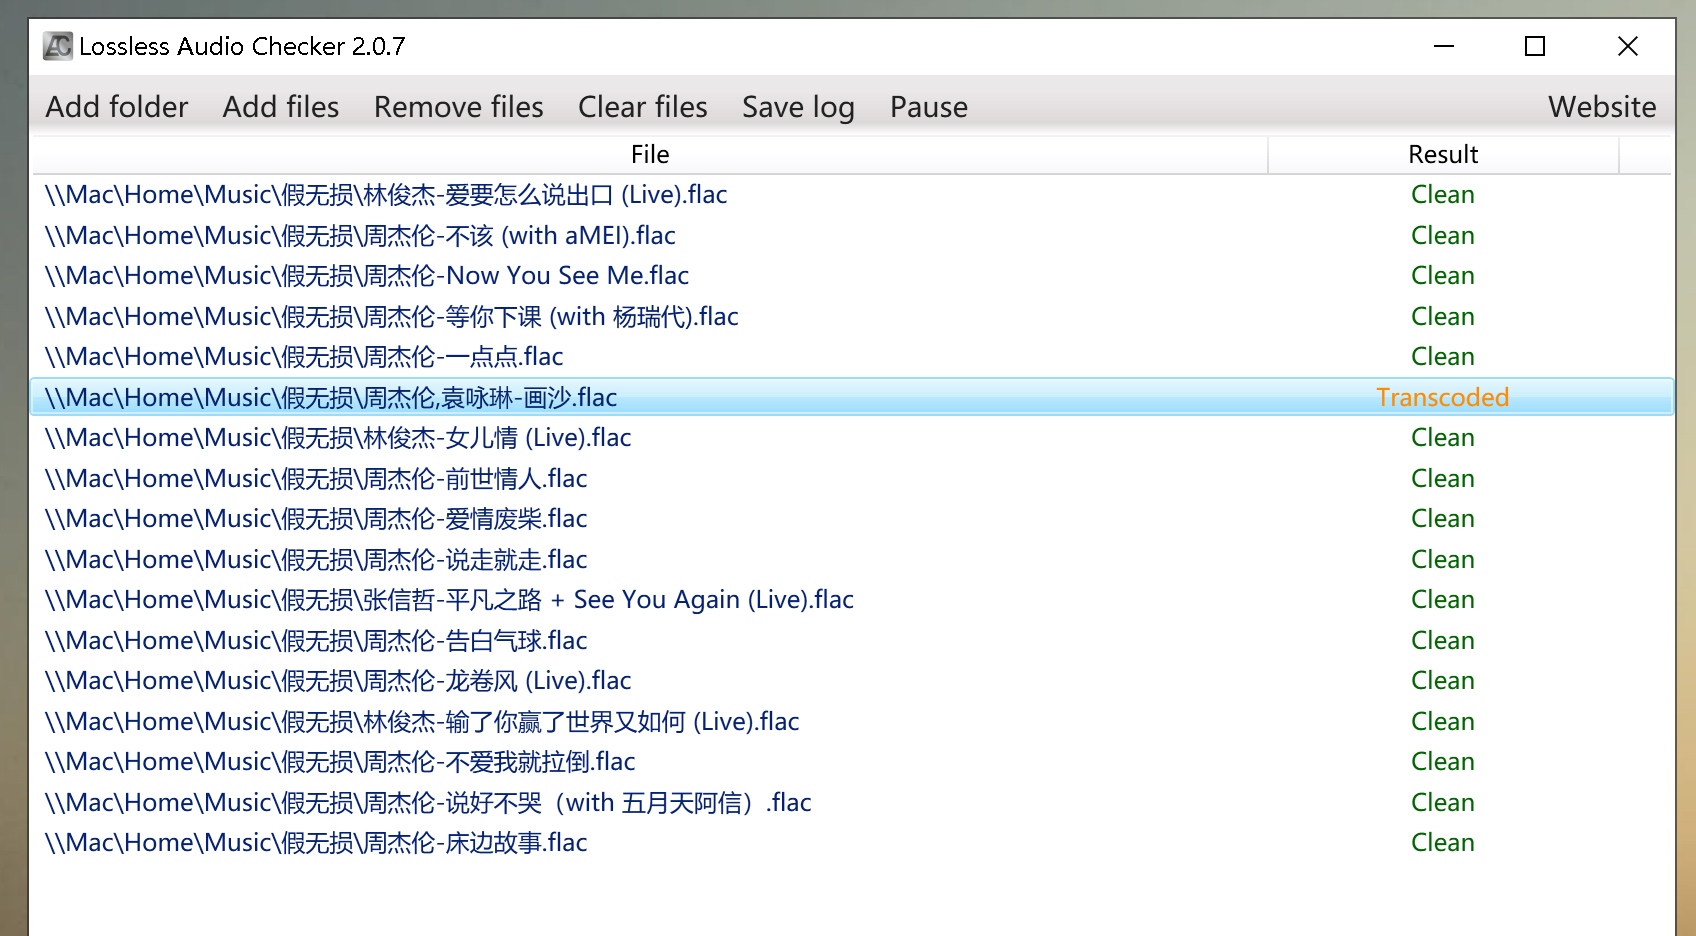 Lossless Audio Checker 2.0.7
Add folder Add files Remove files Clear files Save log Pause Website
File Result
\\Mac\Home\Music\假无损\林俊杰-爱要怎么说出口 (Live).flac Clean
\\Mac\Home\Music\假无损\周杰伦-不该 (with aMEI).flac Clean
\\Mac\Home\Music\假无损\周杰伦-Now You See Me.flac Clean
\\Mac\Home\Music\假无损\周杰伦-等你下课 (with 杨瑞代).flac Clean
\\Mac\Home\Music\假无损\周杰伦-一点点.flac Clean
\\Mac\Home\Music\假无损\周杰伦,袁咏琳-画沙.flac Transcoded
\\Mac\Home\Music\假无损\林俊杰-女儿情 (Live).flac Clean
\\Mac\Home\Music\假无损\周杰伦-前世情人.flac Clean
\\Mac\Home\Music\假无损\周杰伦-爱情废柴.flac Clean
\\Mac\Home\Music\假无损\周杰伦-说走就走.flac Clean
\\Mac\Home\Music\假无损\张信哲-平凡之路 + See You Again (Live).flac Clean
\\Mac\Home\Music\假无损\周杰伦-告白气球.flac Clean
\\Mac\Home\Music\假无损\周杰伦-龙卷风 (Live).flac Clean
\\Mac\Home\Music\假无损\林俊杰-输了你赢了世界又如何 (Live).flac Clean
\\Mac\Home\Music\假无损\周杰伦-不爱我就拉倒.flac Clean
\\Mac\Home\Music\假无损\周杰伦-说好不哭（with 五月天阿信）.flac Clean
\\Mac\Home\Music\假无损\周杰伦-床边故事.flac Clean